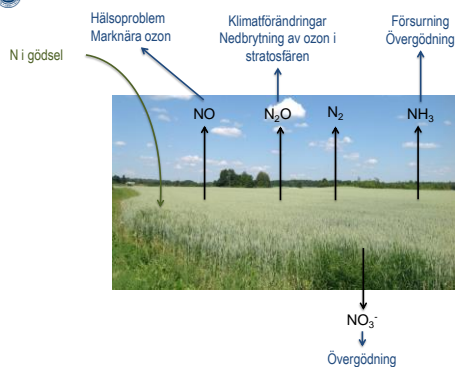 Hälsoproblem
Marknära ozon
Klimatförändringar
Nedbrytning av ozon i
stratosfären
Försurning
Övergödning
N i gödsel
NO
N₂O
N₂
NH₃
NO₃⁻
Övergödning